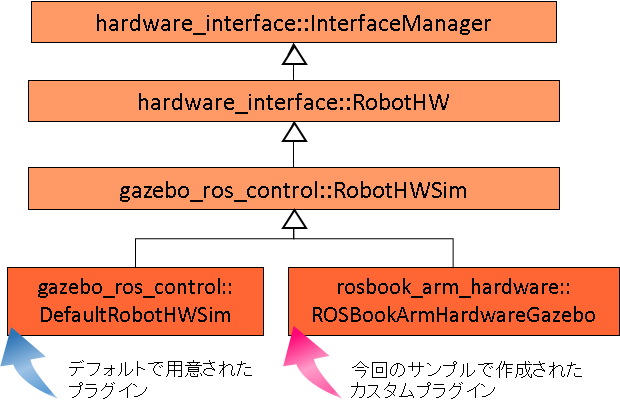 hardware_interface::InterfaceManager
hardware_interface::RobotHW
gazebo_ros_control::RobotHWSim
gazebo_ros_control::
DefaultRobotHWSim
rosbook_arm_hardware::
ROSBookArmHardwareGazebo
デフォルトで用意された
プラグイン
今回のサンプルで作成された
カスタムプラグイン